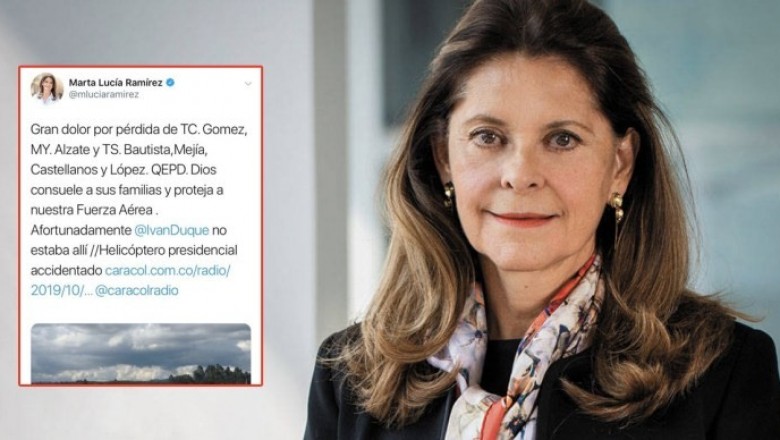 Marta Lucía Ramírez
@mluciaramirez
Gran dolor por pérdida de TC. Gomez,
MY. Alzate y TS. Bautista,Mejía,
Castellanos y López. QEPD. Dios
consuele a sus familias y proteja a
nuestra Fuerza Aérea .
Afortunadamente @IvanDuque no
estaba allí //Helicóptero presidencial
accidentado caracol.com.co/radio/
2019/10/... @caracolradio